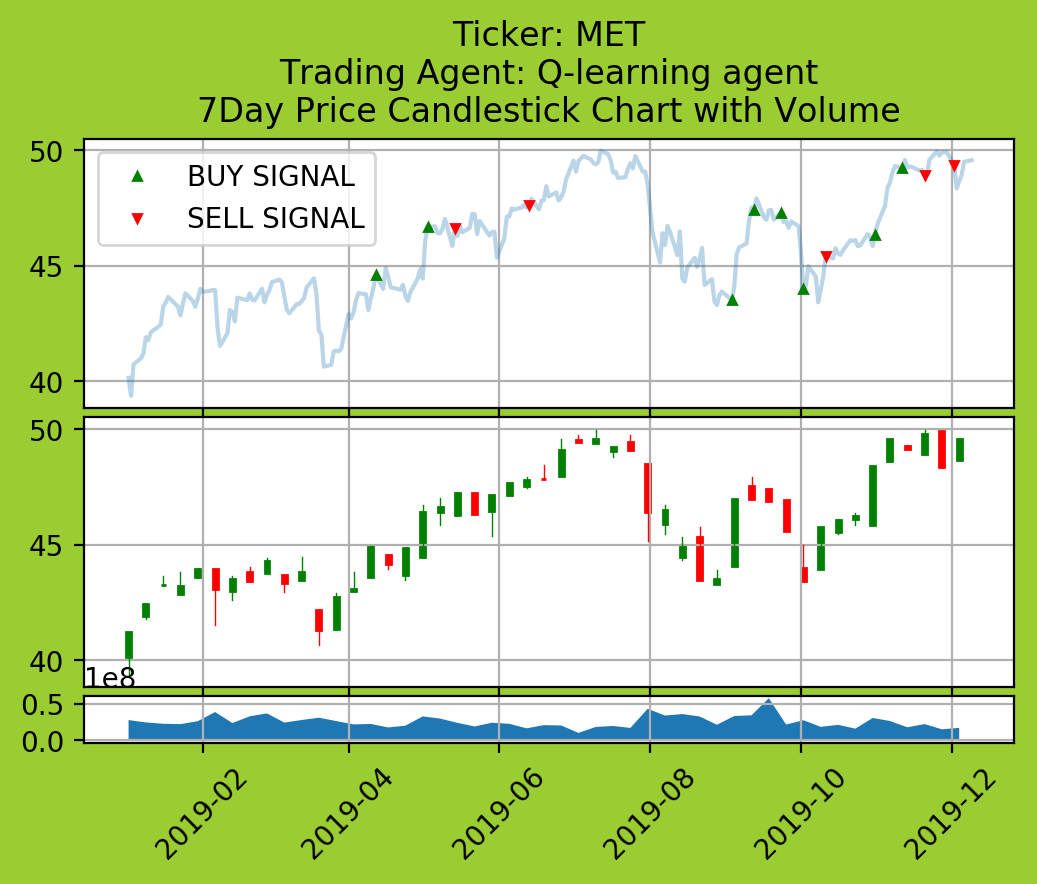 Ticker: MET
Trading Agent: Q-learning agent
7Day Price Candlestick Chart with Volume
50
45
40
BUY SIGNAL
SELL SIGNAL
50
45
40
1e8
0.5
0.0
2019-02
2019-04
2019-06
2019-08
2019-10
2019-12